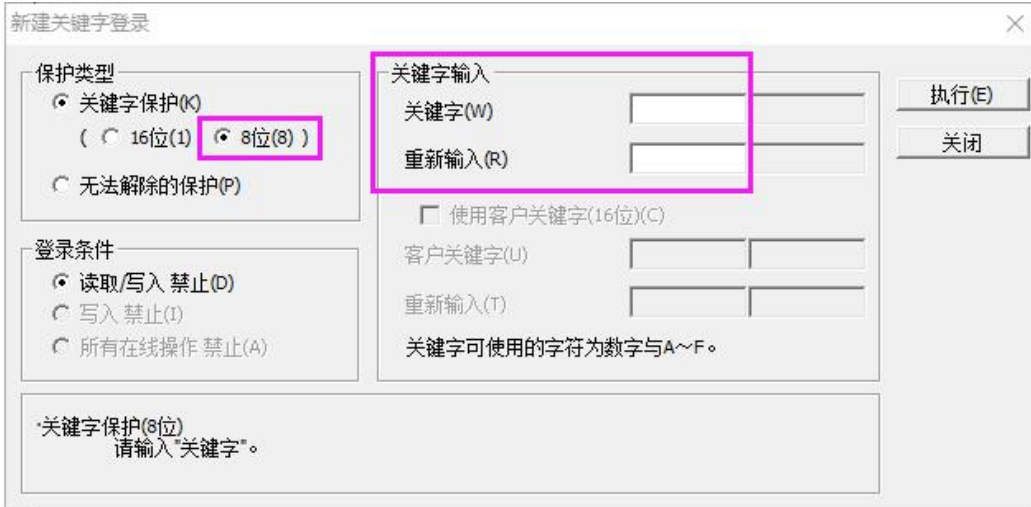 新建关键字登录
保护类型
关键字保护(K)
( 16位(1) 8位(8) )
无法解除的保护(P)
登录条件
读取/写入 禁止(D)
写入 禁止(I)
所有在线操作 禁止(A)
关键字输入
关键字(W)
重新输入(R)
使用客户关键字(16位)(C)
客户关键字(U)
重新输入(T)
关键字可使用的字符为数字与A～F。
执行(E)
关闭
·关键字保护(8位)
请输入"关键字"。